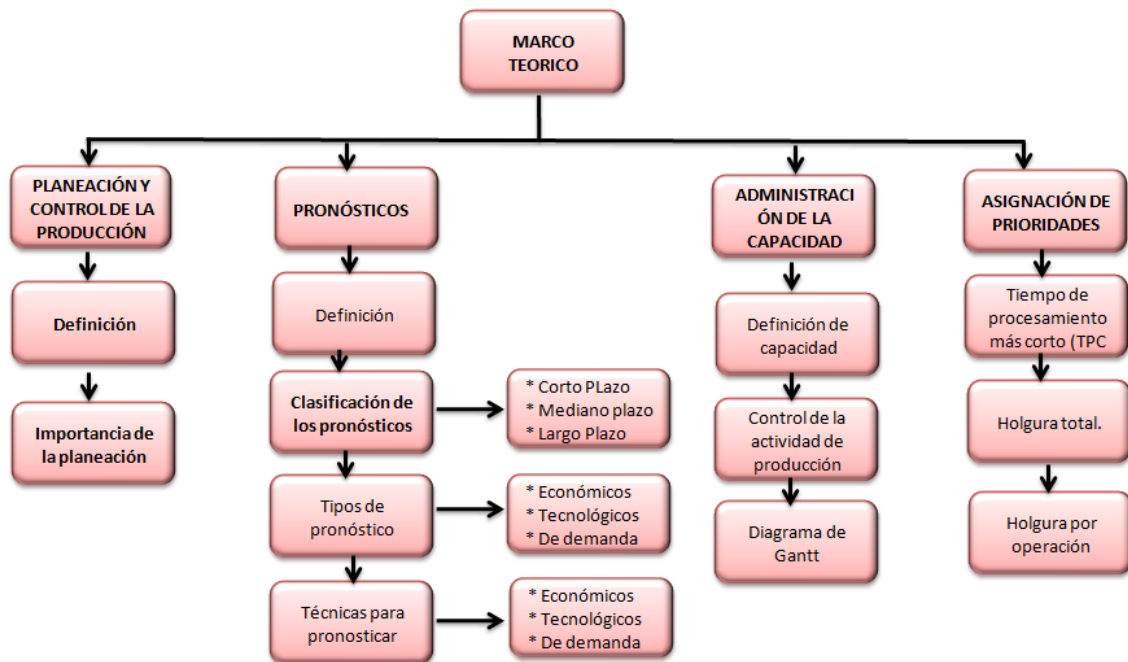 MARCO
TEORICO
PLANEACIÓN Y
CONTROL DE LA
PRODUCCIÓN
Definición
Importancia de
la planeación
PRONÓSTICOS
Definición
Clasificación de
los pronósticos
* Corto PLazo
* Mediano plazo
* Largo Plazo
Tipos de
pronóstico
* Económicos
* Tecnológicos
* De demanda
Técnicas para
pronosticar
* Económicos
* Tecnológicos
* De demanda
ADMINISTRACI
ÓN DE LA
CAPACIDAD
Definición de
capacidad
Control de la
actividad de
producción
Diagrama de
Gantt
ASIGNACIÓN DE
PRIORIDADES
Tiempo de
procesamiento
más corto (TPC
Holgura total.
Holgura por
operación